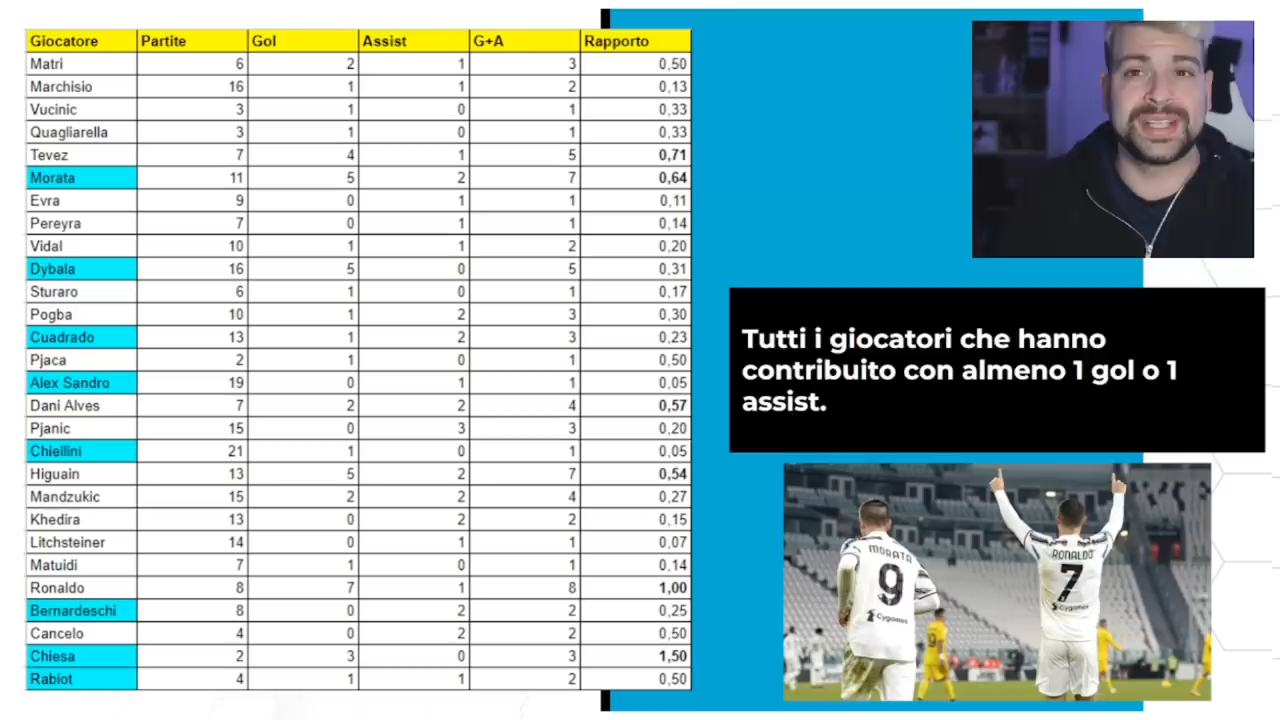 Giocatore Partite Gol Assist G+A Rapporto
Matri 6 2 1 3 0,50
Marchisio 16 1 1 2 0,13
Vucinic 3 1 0 1 0,33
Quagliarella 3 1 0 1 0,33
Tevez 7 4 1 5 0,71
Morata 11 5 2 7 0,64
Evra 9 0 1 1 0,11
Pereyra 7 0 1 1 0,14
Vidal 10 1 1 2 0,20
Dybala 16 5 0 5 0,31
Sturaro 6 1 0 1 0,17
Pogba 10 1 2 3 0,30
Cuadrado 13 1 2 3 0,23
Pjaca 2 1 0 1 0,50
Alex Sandro 19 0 1 1 0,05
Dani Alves 7 2 2 4 0,57
Pjanic 15 0 3 3 0,20
Chiellini 21 1 0 1 0,05
Higuain 13 5 2 7 0,54
Mandzukic 15 2 2 4 0,27
Khedira 13 0 2 2 0,15
Litchsteiner 14 0 1 1 0,07
Matuidi 7 1 0 1 0,14
Ronaldo 8 7 1 8 1,00
Bernardeschi 8 0 2 2 0,25
Cancelo 4 0 2 2 0,50
Chiesa 2 3 0 3 1,50
Rabiot 4 1 1 2 0,50
Tutti i giocatori che hanno
contribuito con almeno 1 gol o 1
assist.
MORATA
9
Cygames
RONALDO
7
Cygames